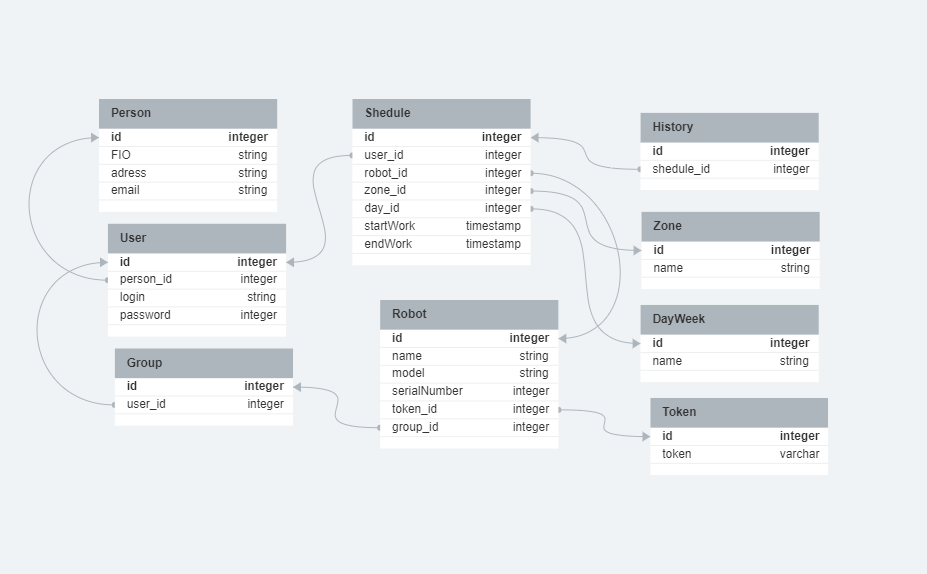 Person
id integer
FIO string
adress string
email string
User
id integer
person_id integer
login string
password integer
Group
id integer
user_id integer
Shedule
id integer
user_id integer
robot_id integer
zone_id integer
day_id integer
startWork timestamp
endWork timestamp
Robot
id integer
name string
model string
serialNumber integer
token_id integer
group_id integer
History
id integer
shedule_id integer
Zone
id integer
name string
DayWeek
id integer
name string
Token
id integer
token varchar